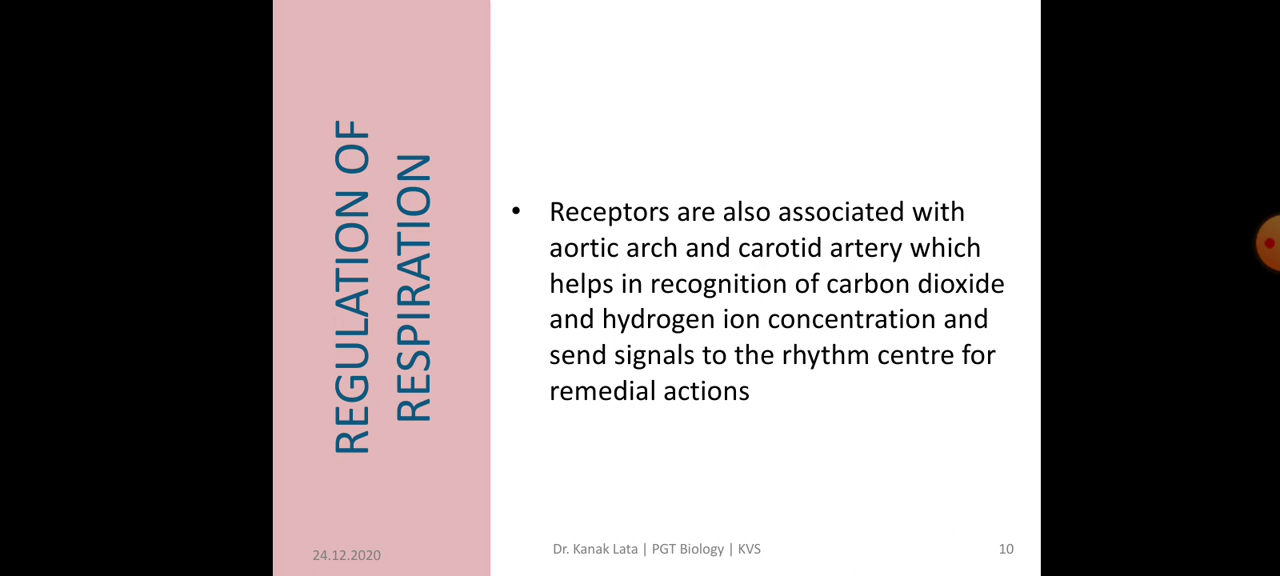 REGULATION OF
RESPIRATION
• Receptors are also associated with
aortic arch and carotid artery which
helps in recognition of carbon dioxide
and hydrogen ion concentration and
send signals to the rhythm centre for
remedial actions
24.12.2020
Dr. Kanak Lata | PGT Biology | KVS
10